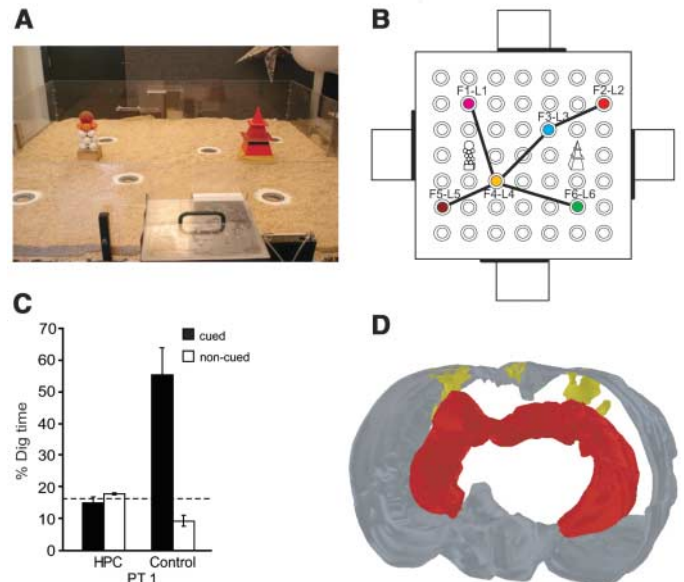 A
B
F1-L1
F2-L2
F3-L3
F4-L4
F5-L5
F6-L6
C
70
60
50
40
30
20
10
0
% Dig time
cued
non-cued
HPC
Control
PT 1
D